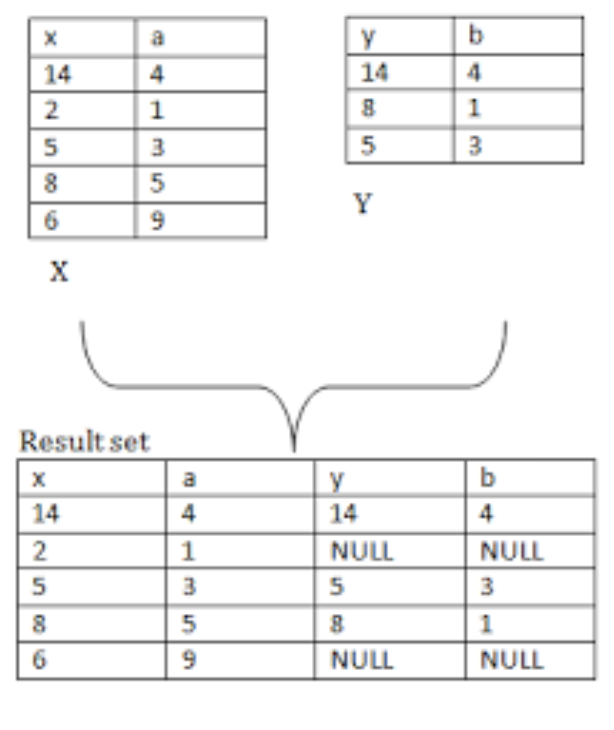 x a
14 4
2 1
5 3
8 5
6 9
X
y b
14 4
8 1
5 3
Y
Result set
x a y b
14 4 14 4
2 1 NULL NULL
5 3 5 3
8 5 8 1
6 9 NULL NULL